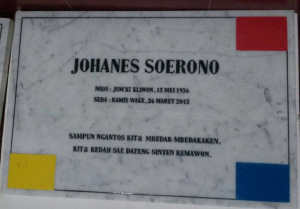 JOHANES SOERONO
MIOS : JUM'AT KLIWON, 15 MEI 1926
SEDA : KAMIS WAGE, 26 MARET 2015
SAMPUN NGANTOS KITA MBEDAK-MBEDAKAKEN,
KITA KEDAH SAE DATENG SINTEN KEMAWON.